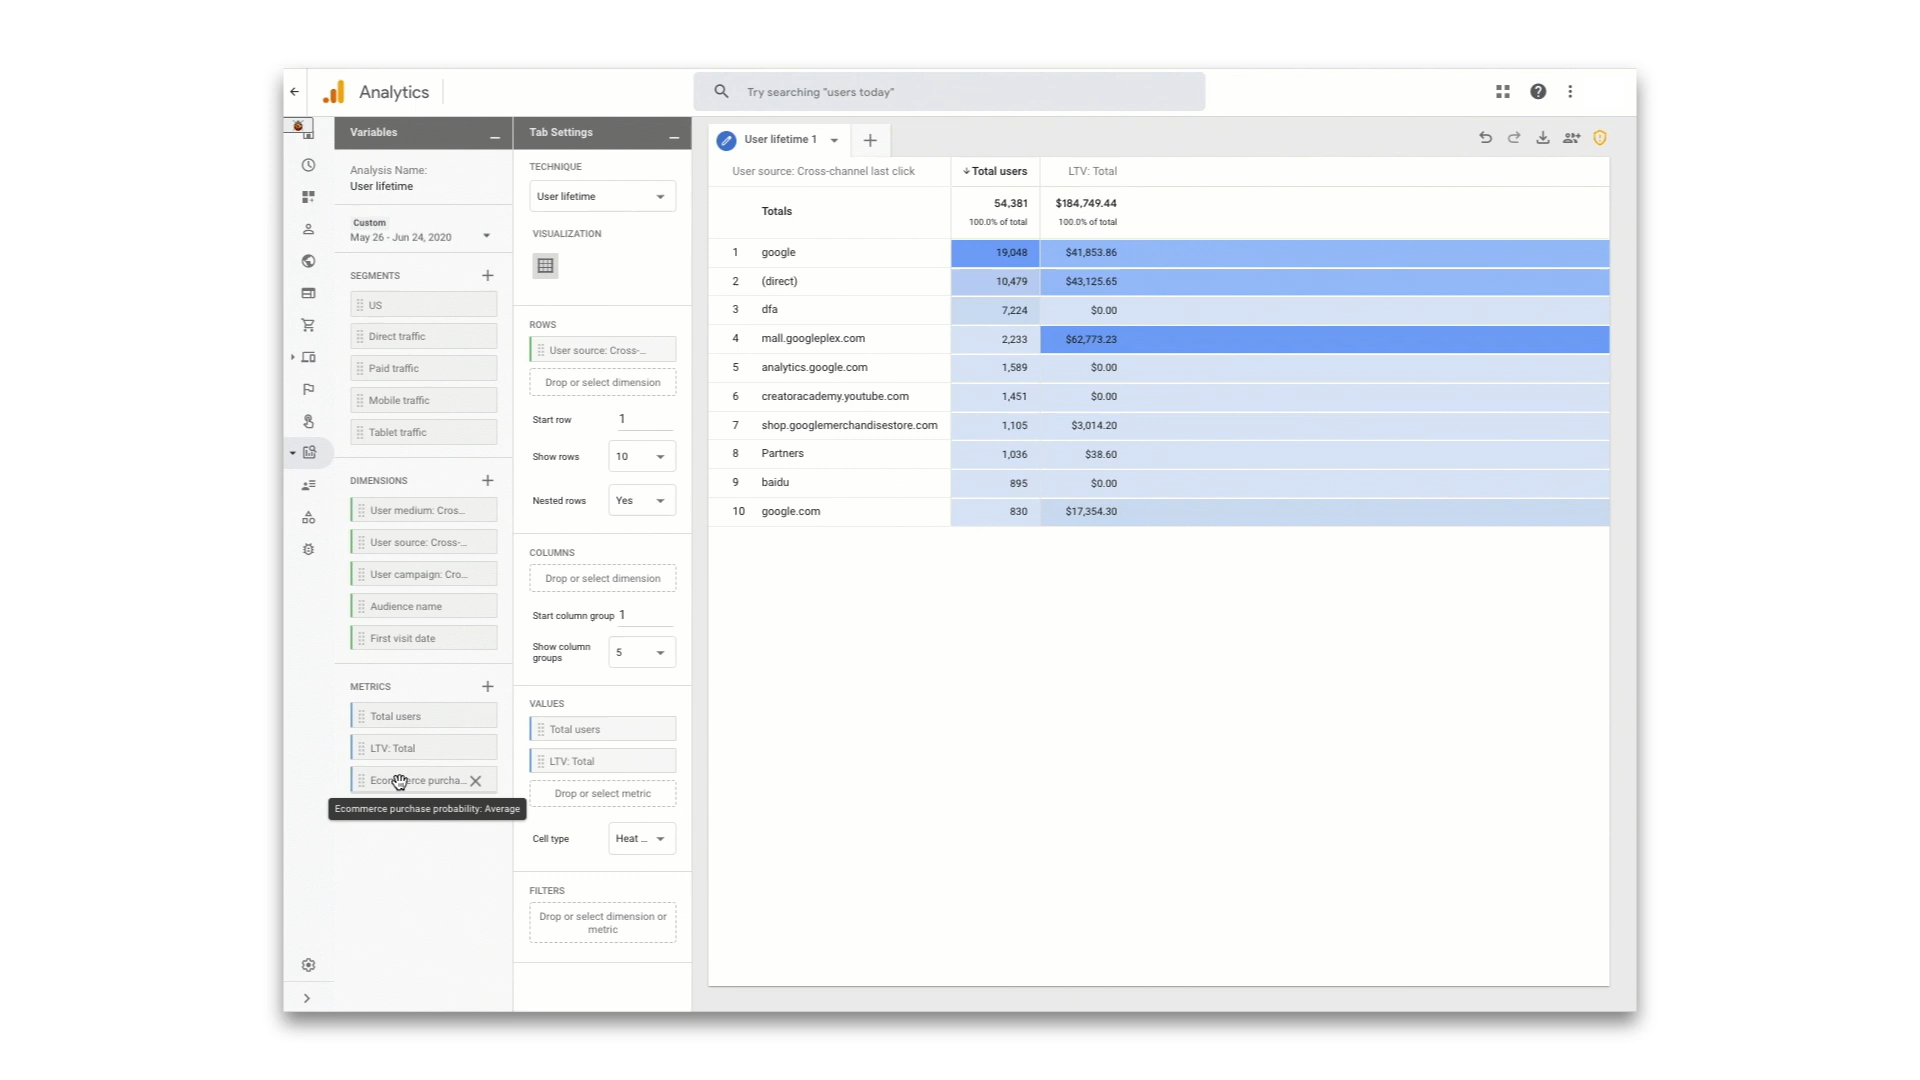 Analytics
Try searching "users today"
Variables
Analysis Name:
User lifetime
Custom
May 26 - Jun 24, 2020
SEGMENTS
US
Direct traffic
Paid traffic
Mobile traffic
Tablet traffic
DIMENSIONS
User medium: Cros...
User source: Cross-...
User campaign: Cro...
Audience name
First visit date
METRICS
Total users
LTV: Total
purcha...
Ecommerce purchase probability: Average
Tab Settings
TECHNIQUE
User lifetime
VISUALIZATION
ROWS
User source: Cross-...
Drop or select dimension
Start row 1
Show rows 10
Nested rows Yes
COLUMNS
Drop or select dimension
Start column group 1
Show column
groups 5
VALUES
Total users
LTV: Total
Drop or select metric
Cell type Heat ...
FILTERS
Drop or select dimension or
metric
User lifetime 1
User source: Cross-channel last click Total users LTV: Total
Totals 54,381 $184,749.44
100.0% of total 100.0% of total
1 google 19,048 $41,853.86
2 (direct) 10,479 $43,125.65
3 dfa 7,224 $0.00
4 mall.googleplex.com 2,233 $62,773.23
5 analytics.google.com 1,589 $0.00
6 creatoracademy.youtube.com 1,451 $0.00
7 shop.googlemerchandisestore.com 1,105 $3,014.20
8 Partners 1,036 $38.60
9 baidu 895 $0.00
10 google.com 830 $17,354.30